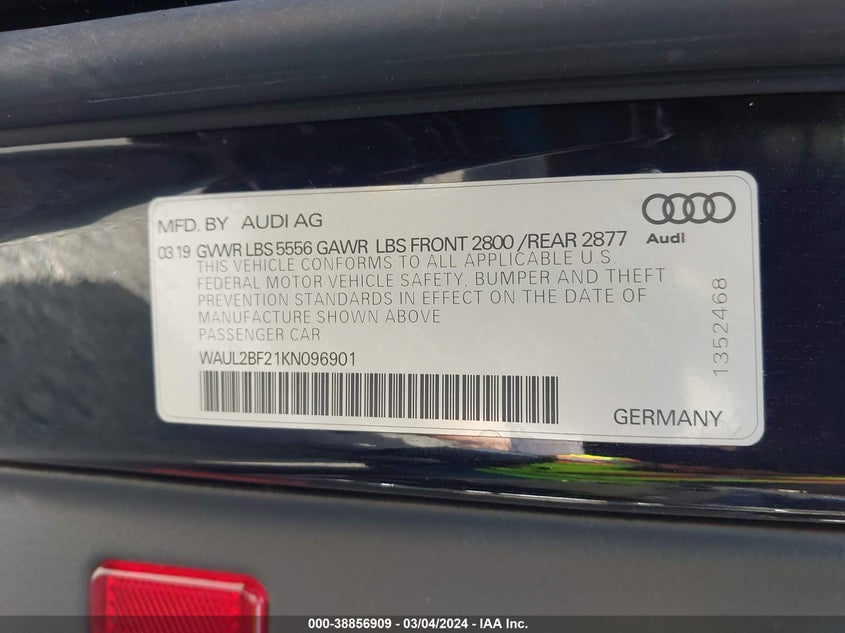 MFD. BY AUDI AG
Audi
03 19 GVWR LBS 5556 GAWR LBS FRONT 2800 /REAR 2877
THIS VEHICLE CONFORMS TO ALL APPLICABLE U.S.
FEDERAL MOTOR VEHICLE SAFETY, BUMPER AND THEFT
PREVENTION STANDARDS IN EFFECT ON THE DATE OF
MANUFACTURE SHOWN ABOVE
PASSENGER CAR
WAUL2BF21KN096901
1352468
GERMANY
000-38856909 - 03/04/2024 - IAA Inc.